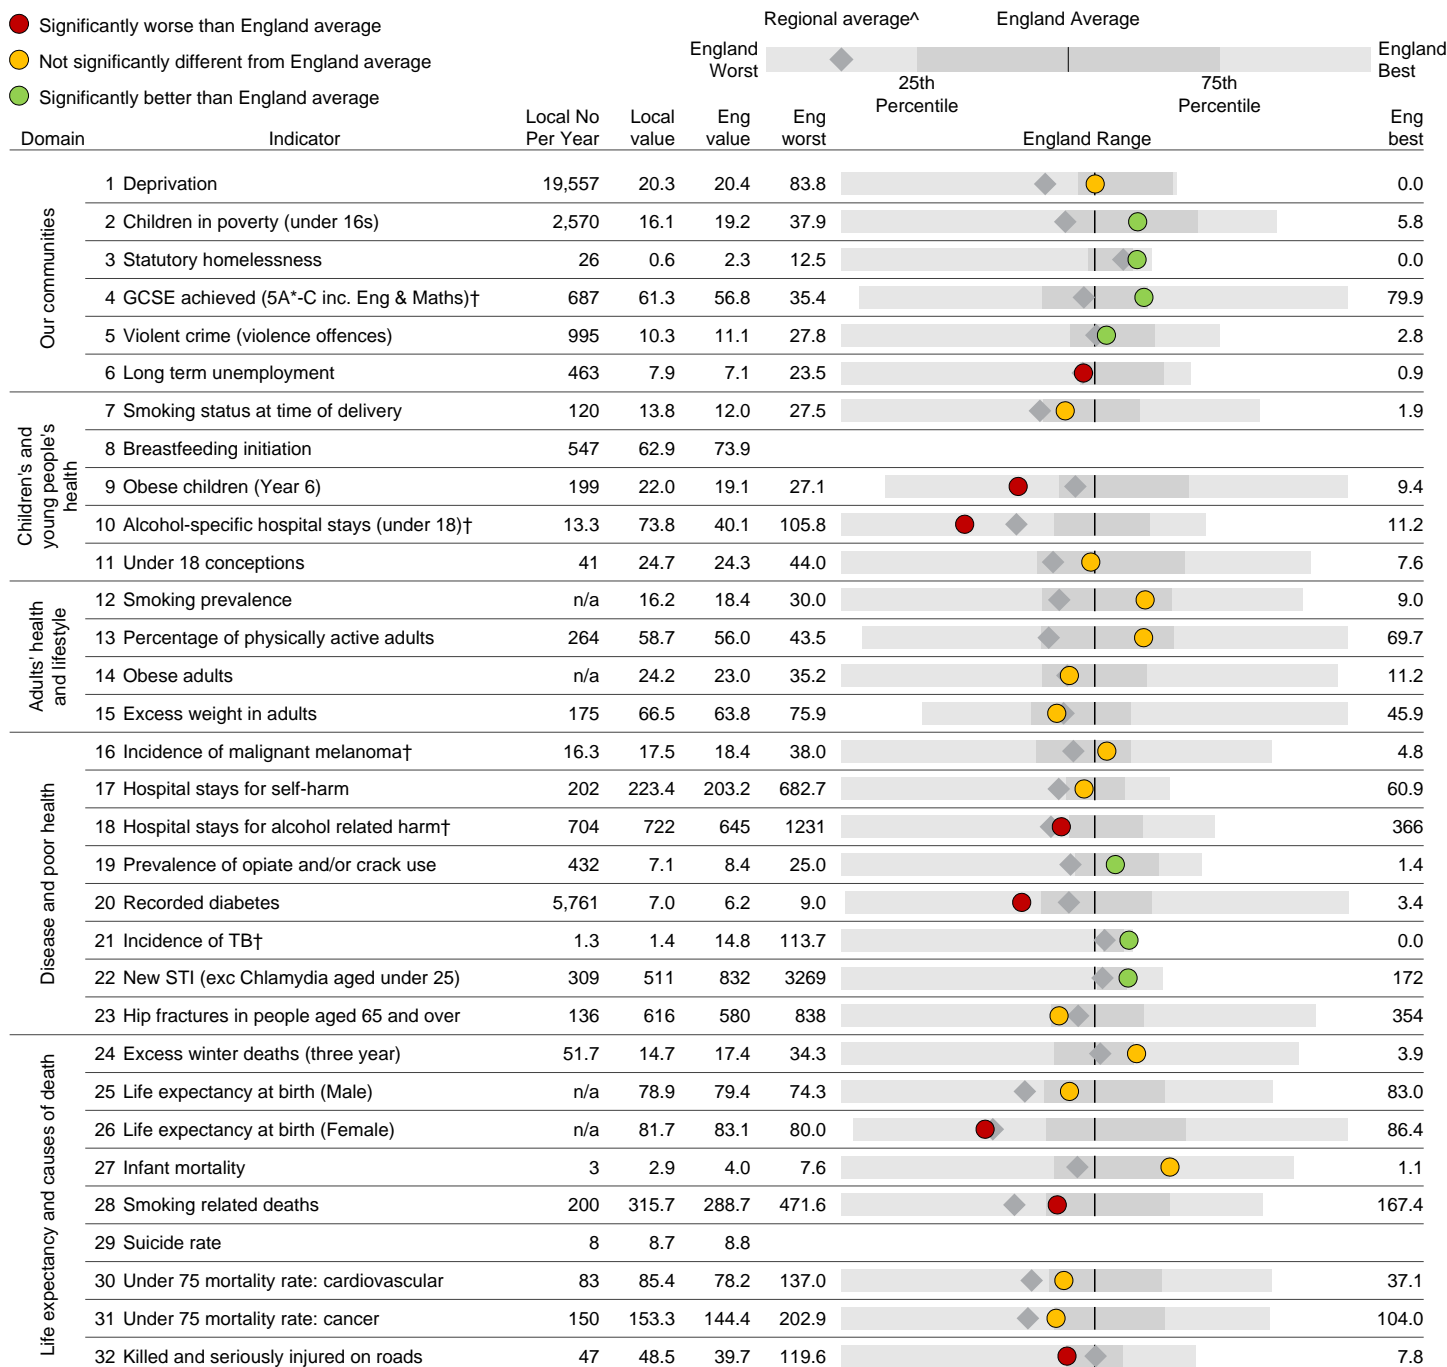 Significantly worse than England average
Not significantly different from England average
Significantly better than England average
Regional average^ England Average
England Worst England Best
25th Percentile 75th Percentile
Domain Indicator Local No Per Year Local value Eng value Eng worst England Range Eng best
Our communities
1 Deprivation 19,557 20.3 20.4 83.8 0.0
2 Children in poverty (under 16s) 2,570 16.1 19.2 37.9 5.8
3 Statutory homelessness 26 0.6 2.3 12.5 0.0
4 GCSE achieved (5A*-C inc. Eng & Maths)† 687 61.3 56.8 35.4 79.9
5 Violent crime (violence offences) 995 10.3 11.1 27.8 2.8
6 Long term unemployment 463 7.9 7.1 23.5 0.9
Children's and young people's health
7 Smoking status at time of delivery 120 13.8 12.0 27.5 1.9
8 Breastfeeding initiation 547 62.9 73.9
9 Obese children (Year 6) 199 22.0 19.1 27.1 9.4
10 Alcohol-specific hospital stays (under 18)† 13.3 73.8 40.1 105.8 11.2
11 Under 18 conceptions 41 24.7 24.3 44.0 7.6
Adults' health and lifestyle
12 Smoking prevalence n/a 16.2 18.4 30.0 9.0
13 Percentage of physically active adults 264 58.7 56.0 43.5 69.7
14 Obese adults n/a 24.2 23.0 35.2 11.2
15 Excess weight in adults 175 66.5 63.8 75.9 45.9
Disease and poor health
16 Incidence of malignant melanoma† 16.3 17.5 18.4 38.0 4.8
17 Hospital stays for self-harm 202 223.4 203.2 682.7 60.9
18 Hospital stays for alcohol related harm† 704 722 645 1231 366
19 Prevalence of opiate and/or crack use 432 7.1 8.4 25.0 1.4
20 Recorded diabetes 5,761 7.0 6.2 9.0 3.4
21 Incidence of TB† 1.3 1.4 14.8 113.7 0.0
22 New STI (exc Chlamydia aged under 25) 309 511 832 3269 172
23 Hip fractures in people aged 65 and over 136 616 580 838 354
Life expectancy and causes of death
24 Excess winter deaths (three year) 51.7 14.7 17.4 34.3 3.9
25 Life expectancy at birth (Male) n/a 78.9 79.4 74.3 83.0
26 Life expectancy at birth (Female) n/a 81.7 83.1 80.0 86.4
27 Infant mortality 3 2.9 4.0 7.6 1.1
28 Smoking related deaths 200 315.7 288.7 471.6 167.4
29 Suicide rate 8 8.7 8.8
30 Under 75 mortality rate: cardiovascular 83 85.4 78.2 137.0 37.1
31 Under 75 mortality rate: cancer 150 153.3 144.4 202.9 104.0
32 Killed and seriously injured on roads 47 48.5 39.7 119.6 7.8